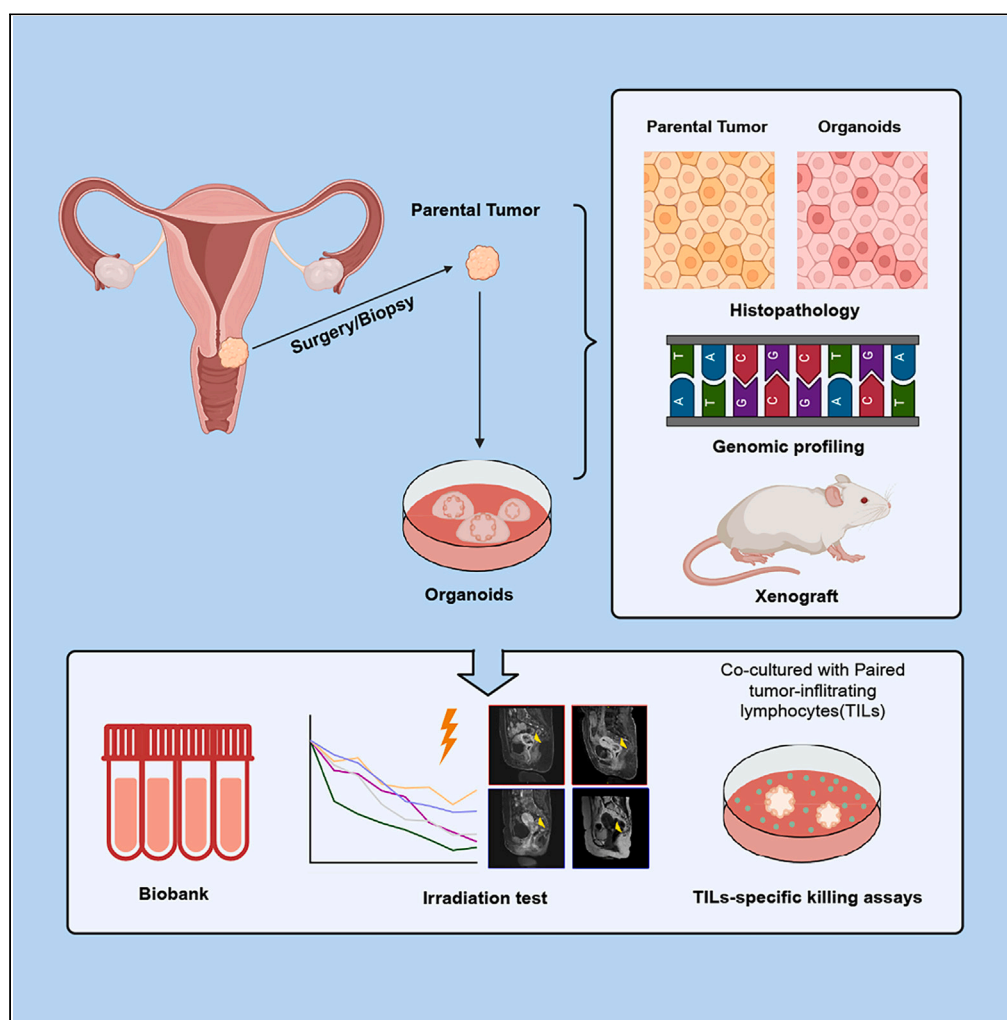 Parental Tumor
Organoids
Histopathology
T A C G C T G A
A T G C G A C T
Genomic profiling
Xenograft
Parental Tumor
Surgery/Biopsy
Organoids
Co-cultured with Paired
tumor-inflitrating
lymphocytes(TILs)
Biobank
Irradiation test
TILs-specific killing assays